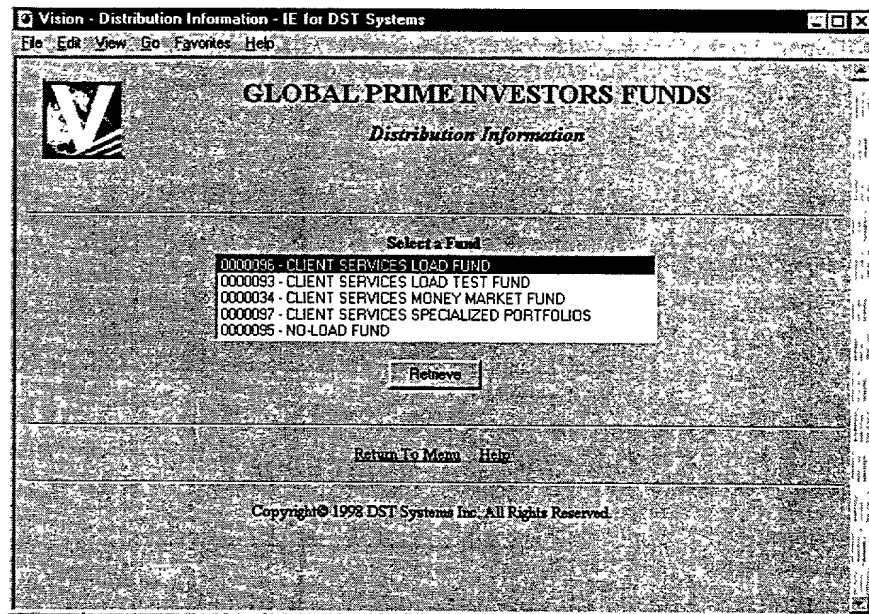 Vision - Distribution Information - IE for DST Systems
File Edit View Go Favorites Help
V
GLOBAL PRIME INVESTORS FUNDS
Distribution Information
Select a Fund
0000096 - CLIENT SERVICES LOAD FUND
0000093 - CLIENT SERVICES LOAD TEST FUND
0000034 - CLIENT SERVICES MONEY MARKET FUND
0000097 - CLIENT SERVICES SPECIALIZED PORTFOLIOS
0000095 - NO-LOAD FUND
Retrieve
Return To Menu Help
Copyright© 1998 DST Systems Inc. All Rights Reserved.